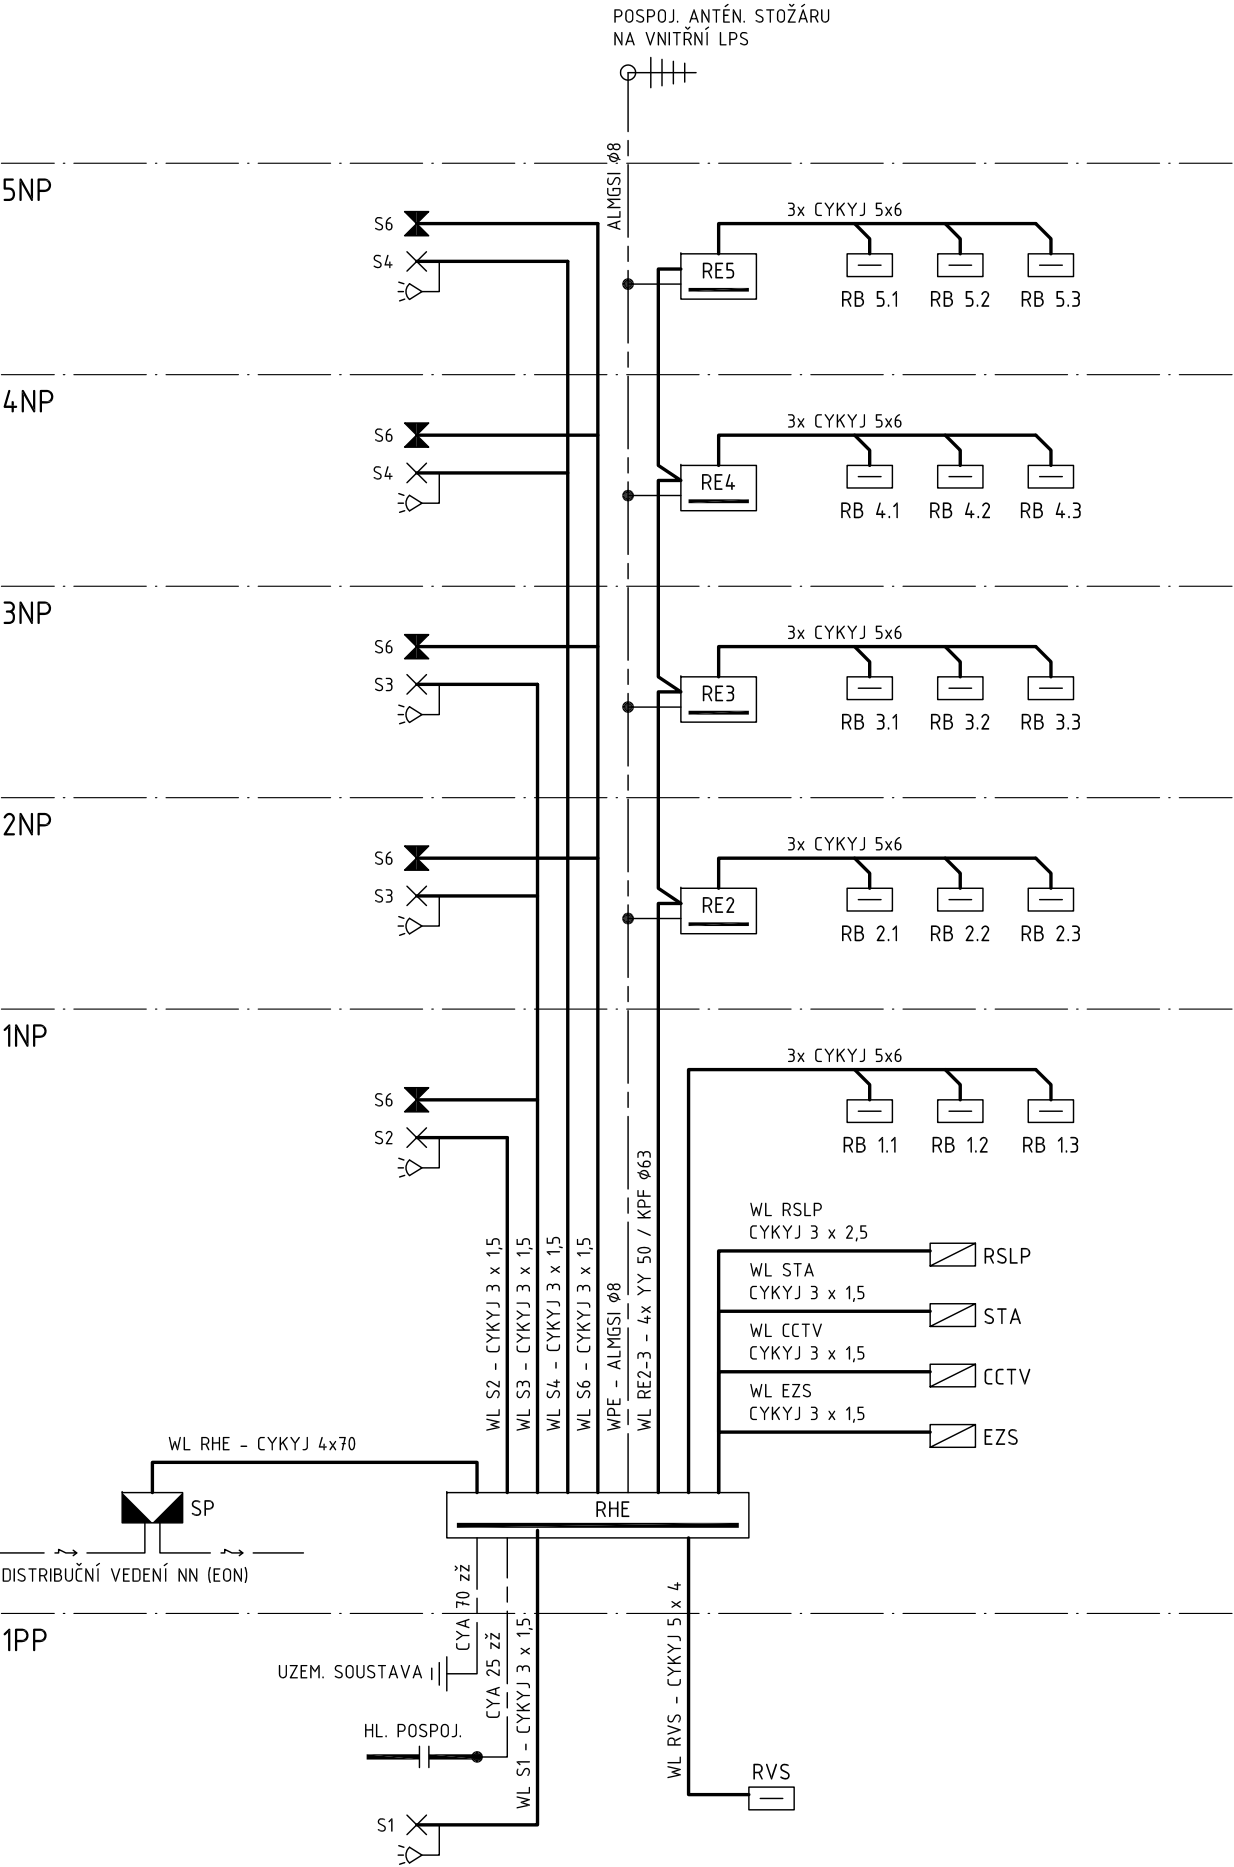 POSPOJ. ANTÉN. STOŽÁRU
NA VNITŘNÍ LPS
ALMGSI ϕ8
5NP
S6
S4
3x CYKYJ 5x6
RE5
RB 5.1
RB 5.2
RB 5.3
4NP
S6
S4
3x CYKYJ 5x6
RE4
RB 4.1
RB 4.2
RB 4.3
3NP
S6
S3
3x CYKYJ 5x6
RE3
RB 3.1
RB 3.2
RB 3.3
2NP
S6
S3
3x CYKYJ 5x6
RE2
RB 2.1
RB 2.2
RB 2.3
1NP
S6
S2
3x CYKYJ 5x6
RB 1.1
RB 1.2
RB 1.3
WL S2 - CYKYJ 3 x 1,5
WL S3 - CYKYJ 3 x 1,5
WL S4 - CYKYJ 3 x 1,5
WL S6 - CYKYJ 3 x 1,5
WPE - ALMGSI ϕ8
WL RE2-3 - 4x YY 50 / KPF ϕ63
WL RSLP
CYKYJ 3 x 2,5
RSLP
WL STA
CYKYJ 3 x 1,5
STA
WL CCTV
CYKYJ 3 x 1,5
CCTV
WL EZS
CYKYJ 3 x 1,5
EZS
WL RHE - CYKYJ 4x70
SP
RHE
DISTRIBUČNÍ VEDENÍ NN (EON)
1PP
CYA 70 zž
CYA 25 zž
WL S1 - CYKYJ 3 x 1,5
WL RVS - CYKYJ 5 x 4
UZEM. SOUSTAVA
HL. POSPOJ.
RVS
S1